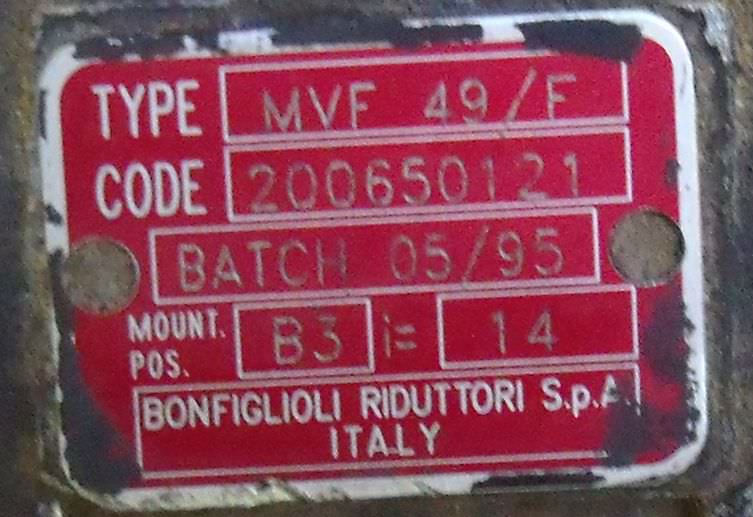 TYPE MVF 49/F
CODE 200650121
BATCH 05/95
MOUNT. POS. B3 i= 14
BONFIGLIOLI RIDUTTORI S.p.A.
ITALY